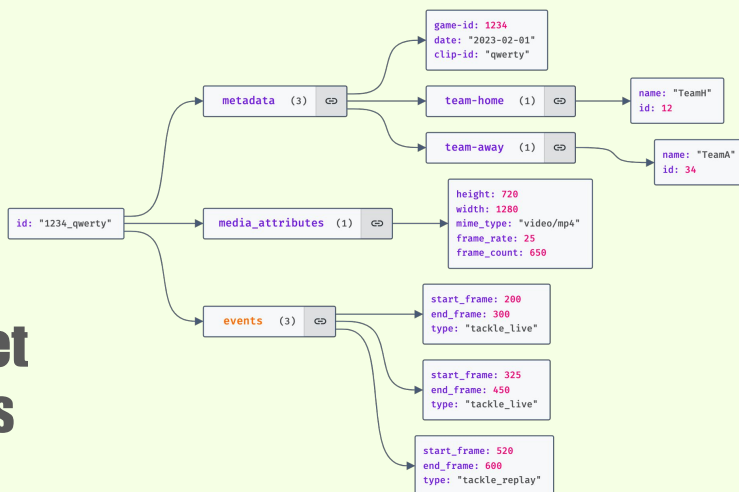 game-id: 1234
date: "2023-02-01"
clip-id: "qwerty"
metadata (3)
team-home (1)
name: "TeamH"
id: 12
team-away (1)
name: "TeamA"
id: 34
id: "1234_qwerty"
media_attributes (1)
height: 720
width: 1280
mime_type: "video/mp4"
frame_rate: 25
frame_count: 650
events (3)
start_frame: 200
end_frame: 300
type: "tackle_live"
et
s
start_frame: 325
end_frame: 450
type: "tackle_live"
start_frame: 520
end_frame: 600
type: "tackle_replay"